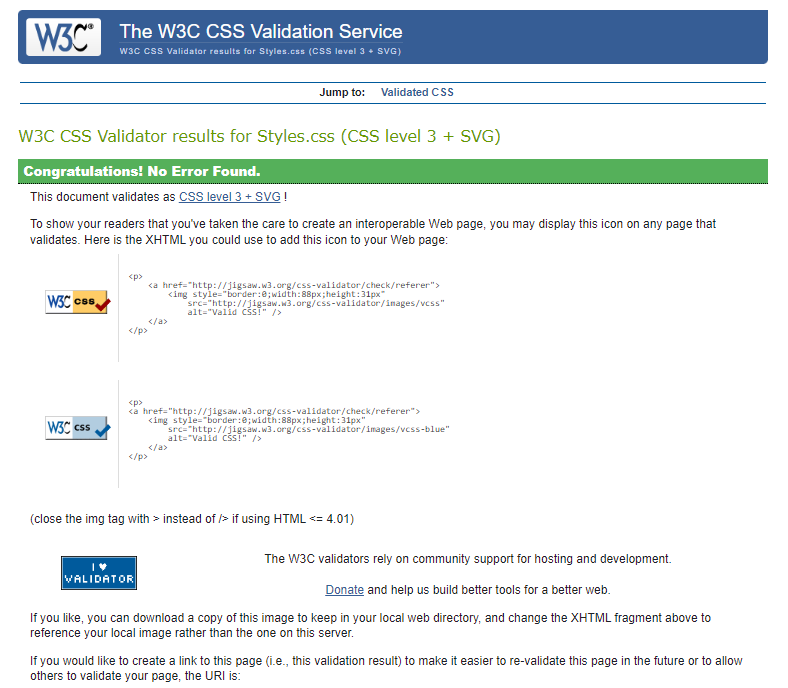 W3C® The W3C CSS Validation Service
W3C CSS Validator results for Styles.css (CSS level 3 + SVG)
Jump to: Validated CSS
W3C CSS Validator results for Styles.css (CSS level 3 + SVG)
Congratulations! No Error Found.
This document validates as CSS level 3 + SVG !
To show your readers that you've taken the care to create an interoperable Web page, you may display this icon on any page that
validates. Here is the XHTML you could use to add this icon to your Web page:
W3C css
<p>
<a href="http://jigsaw.w3.org/css-validator/check/referer">
<img style="border:0;width:88px;height:31px"
src="http://jigsaw.w3.org/css-validator/images/vcss"
alt="Valid CSS!" />
</a>
</p>
W3C css
<p>
<a href="http://jigsaw.w3.org/css-validator/check/referer">
<img style="border:0;width:88px;height:31px"
src="http://jigsaw.w3.org/css-validator/images/vcss-blue"
alt="Valid CSS!" />
</a>
</p>
(close the img tag with > instead of /> if using HTML <= 4.01)
I ♥
VALIDATOR
The W3C validators rely on community support for hosting and development.
Donate and help us build better tools for a better web.
If you like, you can download a copy of this image to keep in your local web directory, and change the XHTML fragment above to
reference your local image rather than the one on this server.
If you would like to create a link to this page (i.e., this validation result) to make it easier to re-validate this page in the future or to allow
others to validate your page, the URI is: